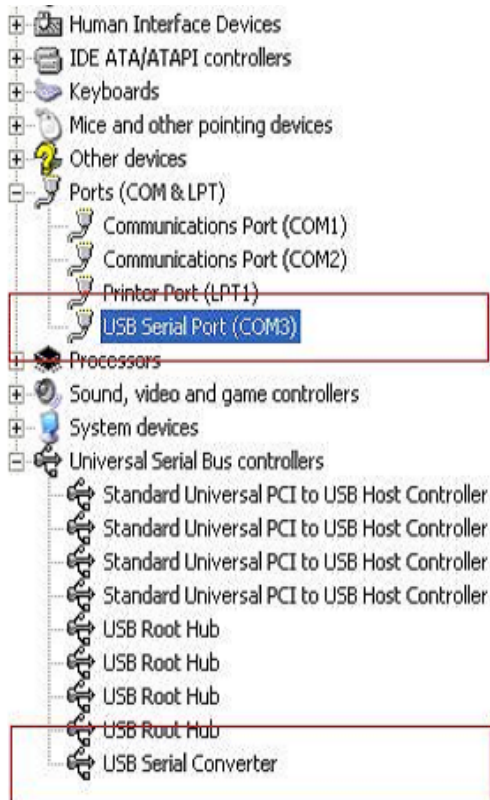 Human Interface Devices
IDE ATA/ATAPI controllers
Keyboards
Mice and other pointing devices
Other devices
Ports (COM & LPT)
Communications Port (COM1)
Communications Port (COM2)
Printer Port (LPT1)
USB Serial Port (COM3)
Processors
Sound, video and game controllers
System devices
Universal Serial Bus controllers
Standard Universal PCI to USB Host Controller
Standard Universal PCI to USB Host Controller
Standard Universal PCI to USB Host Controller
Standard Universal PCI to USB Host Controller
USB Root Hub
USB Root Hub
USB Root Hub
USB Root Hub
USB Serial Converter